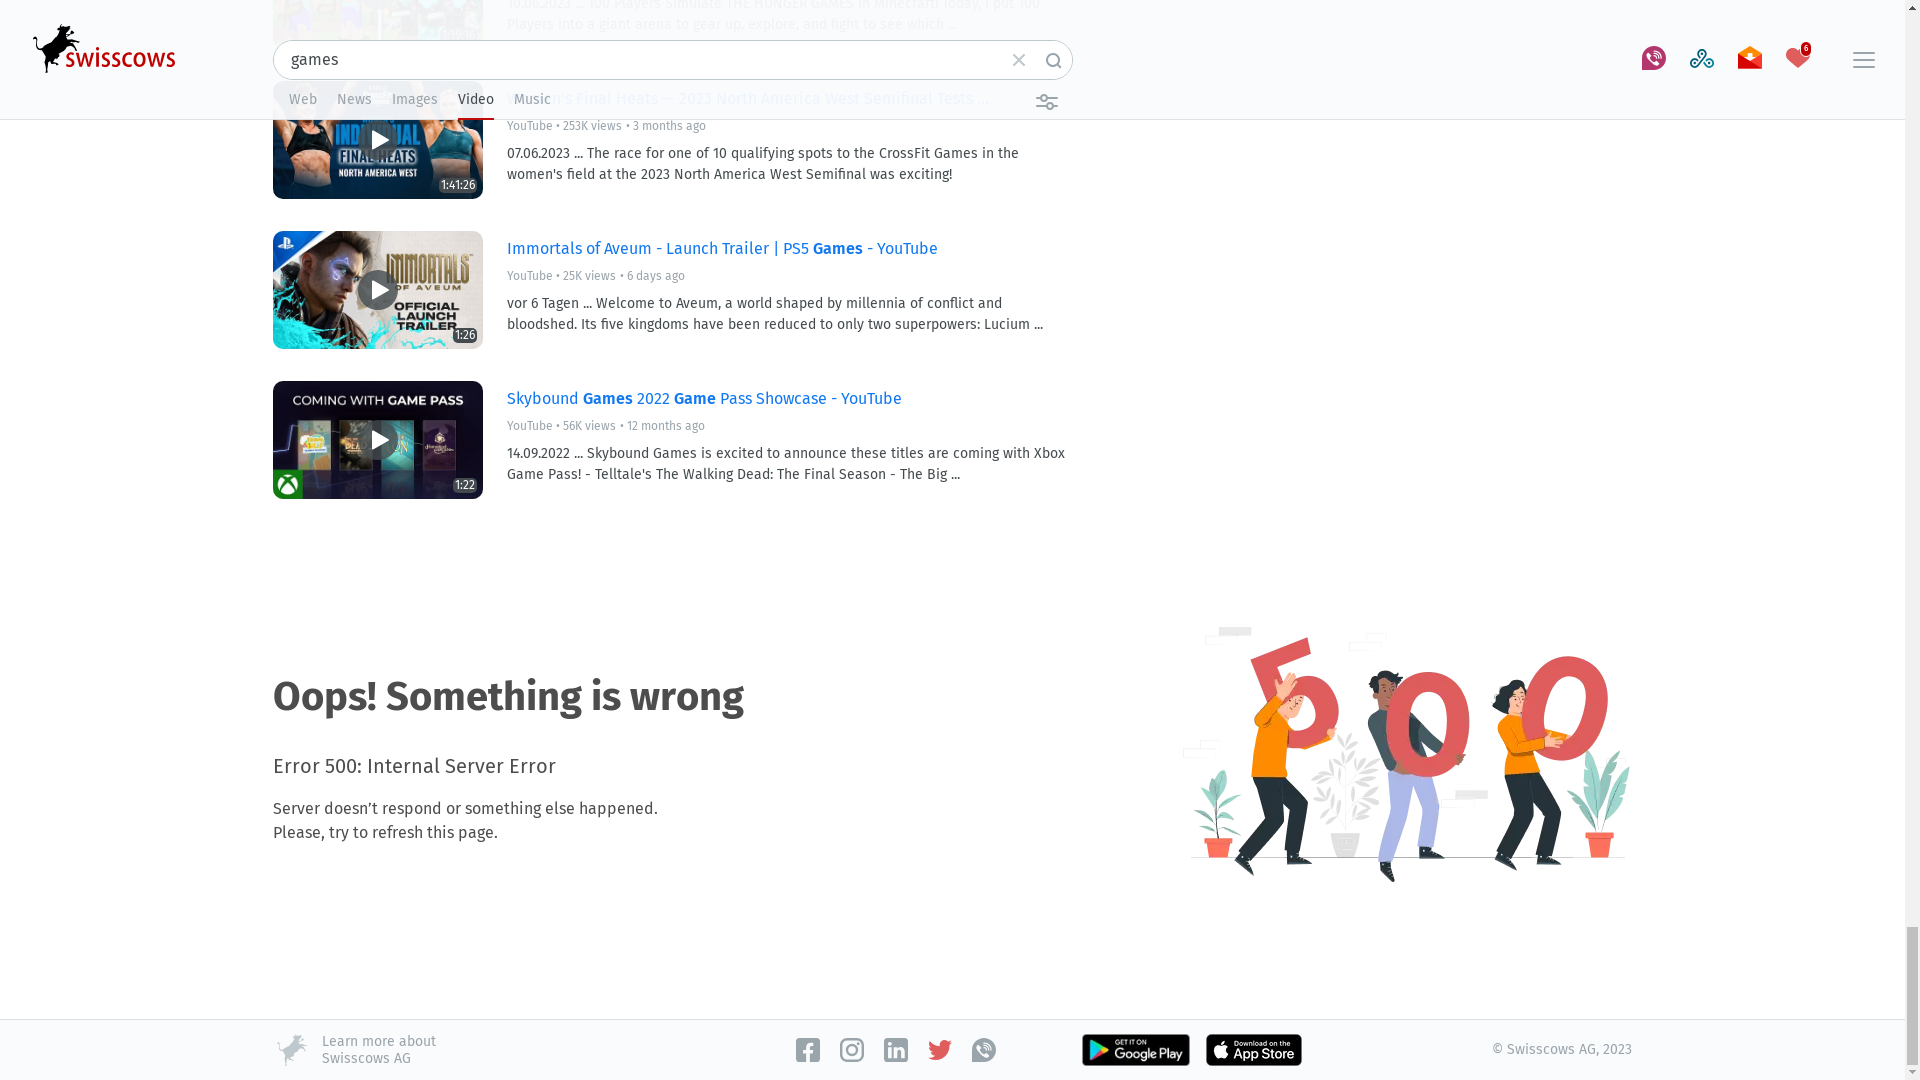 10.06.2023 ... 100 Players Simulate THE HUNGER GAMES in Minecraft! Today, I put 100
Players into a giant arena to gear up, explore, and fight to see which ...
swisscows
games
6
Web News Images Video Music
Final Heats — 2023 North America West Semifinal Tests ...
YouTube • 253K views • 3 months ago
07.06.2023 ... The race for one of 10 qualifying spots to the CrossFit Games in the
women's field at the 2023 North America West Semifinal was exciting!
INDIVIDUAL
FINAL HEATS
NORTH AMERICA WEST
1:41:26
Immortals of Aveum - Launch Trailer | PS5 Games - YouTube
YouTube • 25K views • 6 days ago
vor 6 Tagen ... Welcome to Aveum, a world shaped by millennia of conflict and
bloodshed. Its five kingdoms have been reduced to only two superpowers: Lucium ...
IMMORTALS
OF AVEUM
OFFICIAL
LAUNCH
TRAILER
1:26
Skybound Games 2022 Game Pass Showcase - YouTube
YouTube • 56K views • 12 months ago
14.09.2022 ... Skybound Games is excited to announce these titles are coming with Xbox
Game Pass! - Telltale's The Walking Dead: The Final Season - The Big ...
COMING WITH GAME PASS
1:22
Oops! Something is wrong
Error 500: Internal Server Error
Server doesn’t respond or something else happened.
Please, try to refresh this page.
500
Learn more about
Swisscows AG
GET IT ON
Google Play
Download on the
App Store
© Swisscows AG, 2023